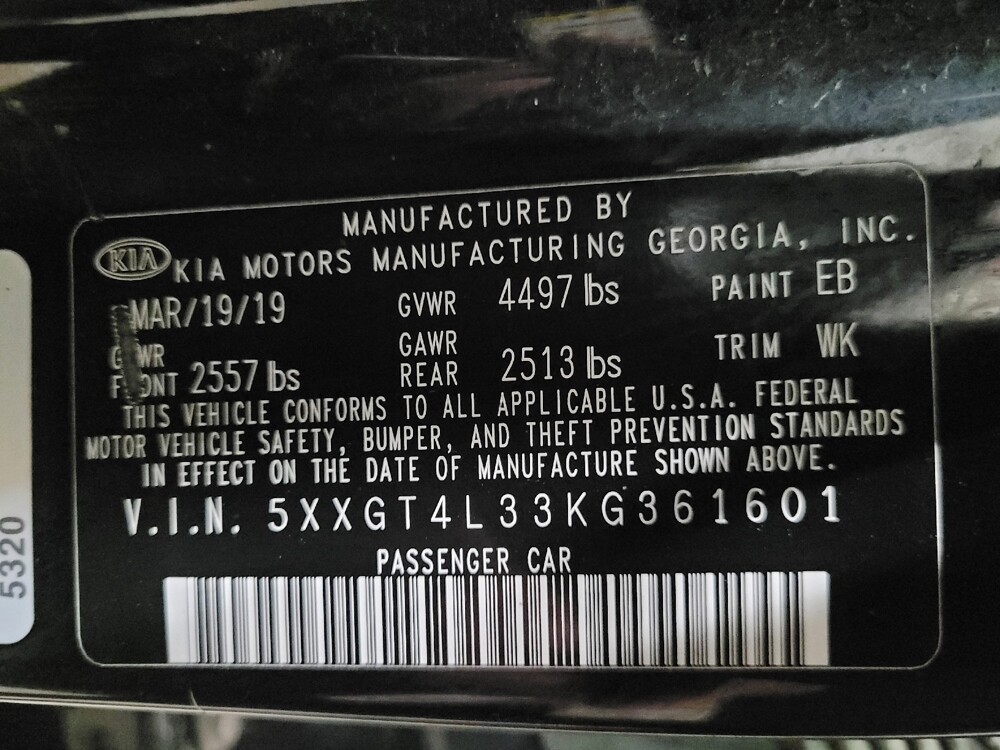 MANUFACTURED BY
KIA KIA MOTORS MANUFACTURING GEORGIA, INC.
MAR/19/19 GVWR 4497 lbs PAINT EB
GAWR FRONT 2557 lbs GAWR REAR 2513 lbs TRIM WK
THIS VEHICLE CONFORMS TO ALL APPLICABLE U.S.A. FEDERAL
MOTOR VEHICLE SAFETY, BUMPER, AND THEFT PREVENTION STANDARDS
IN EFFECT ON THE DATE OF MANUFACTURE SHOWN ABOVE.
V.I.N. 5XXGT4L33KG361601
PASSENGER CAR
5320